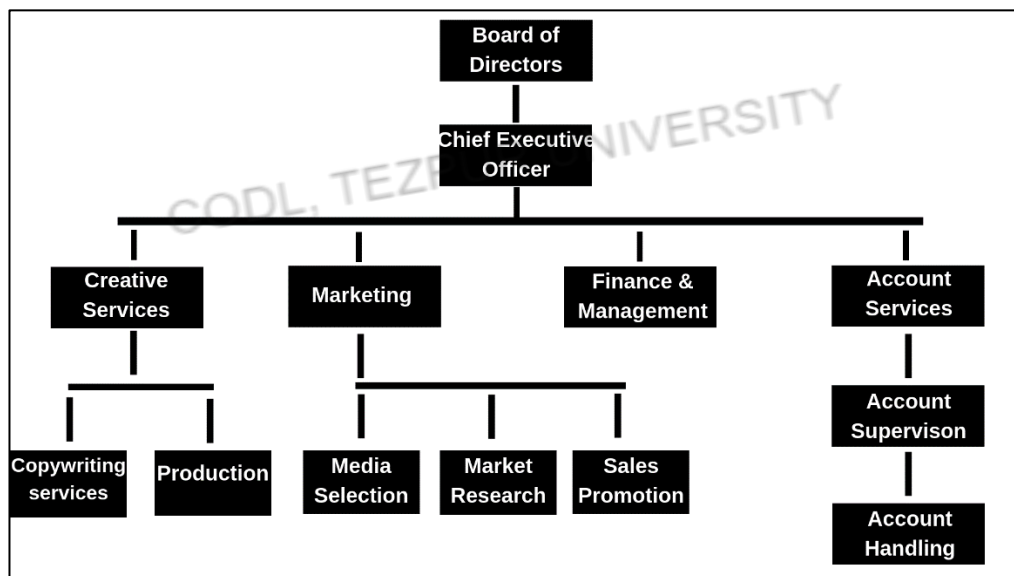 Board of
Directors
Chief Executive
Officer
CODL, TEZPUR UNIVERSITY
Creative
Services
Marketing
Finance &
Management
Account
Services
Account
Supervison
Copywriting
services
Production
Media
Selection
Market
Research
Sales
Promotion
Account
Handling